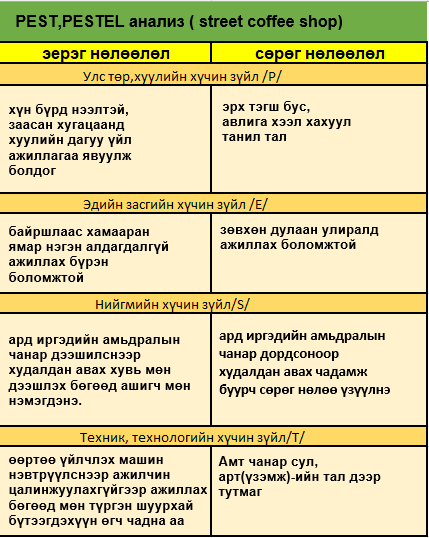 PEST,PESTEL анализ ( street coffee shop)
эерэг нөлөөлөл
сөрөг нөлөөлөл
Улс төр,хуулийн хүчин зүйл /P/
хүн бүрд нээлтэй,
заасан хугацаанд
хуулийн дагуу үйл
ажиллагаа явуулж
болдог
эрх тэгш бус,
авлига хээл хахуул
танил тал
Эдийн засгийн хүчин зүйл /E/
байршлаас хамааран
ямар нэгэн алдагдалгүй
ажиллах бүрэн
боломжтой
зөвхөн дулаан улиралд
ажиллах боломжтой
Нийгмийн хүчин зүйл/S/
ард иргэдийн амьдралын
чанар дээшилснээр
худалдан авах хувь мөн
дээшлэх бөгөөд ашигч мөн
нэмэгдэнэ.
ард иргэдийн амьдралын
чанар дордсоноор
худалдан авах чадамж
буурч сөрөг нөлөө үзүүлнэ
Техник, технологийн хүчин зүйл/T/
өөртөө үйлчлэх машин
нэвтрүүлснээр ажилчин
цалинжуулахгүйгээр ажиллах
бөгөөд мөн түргэн шуурхай
бүтээгдэхүүн өгч чадна аа
Амт чанар сул,
арт(үзэмж)-ийн тал дээр
тутмаг